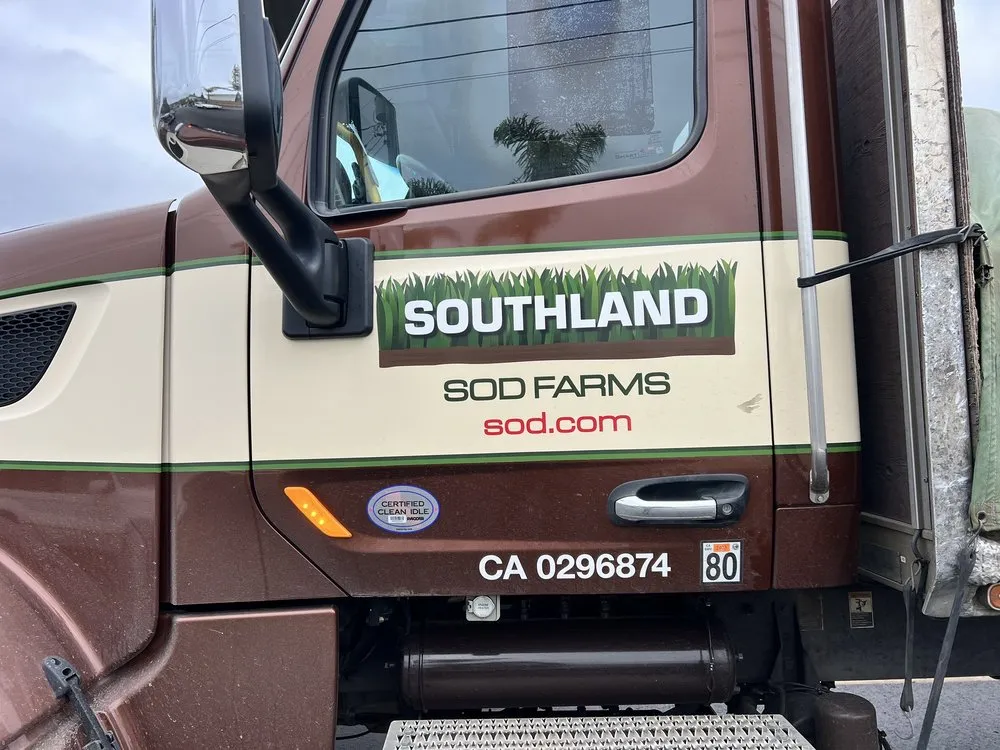 SOUTHLAND
SOD FARMS
sod.com
CERTIFIED
CLEAN IDLE
CA 0296874
80